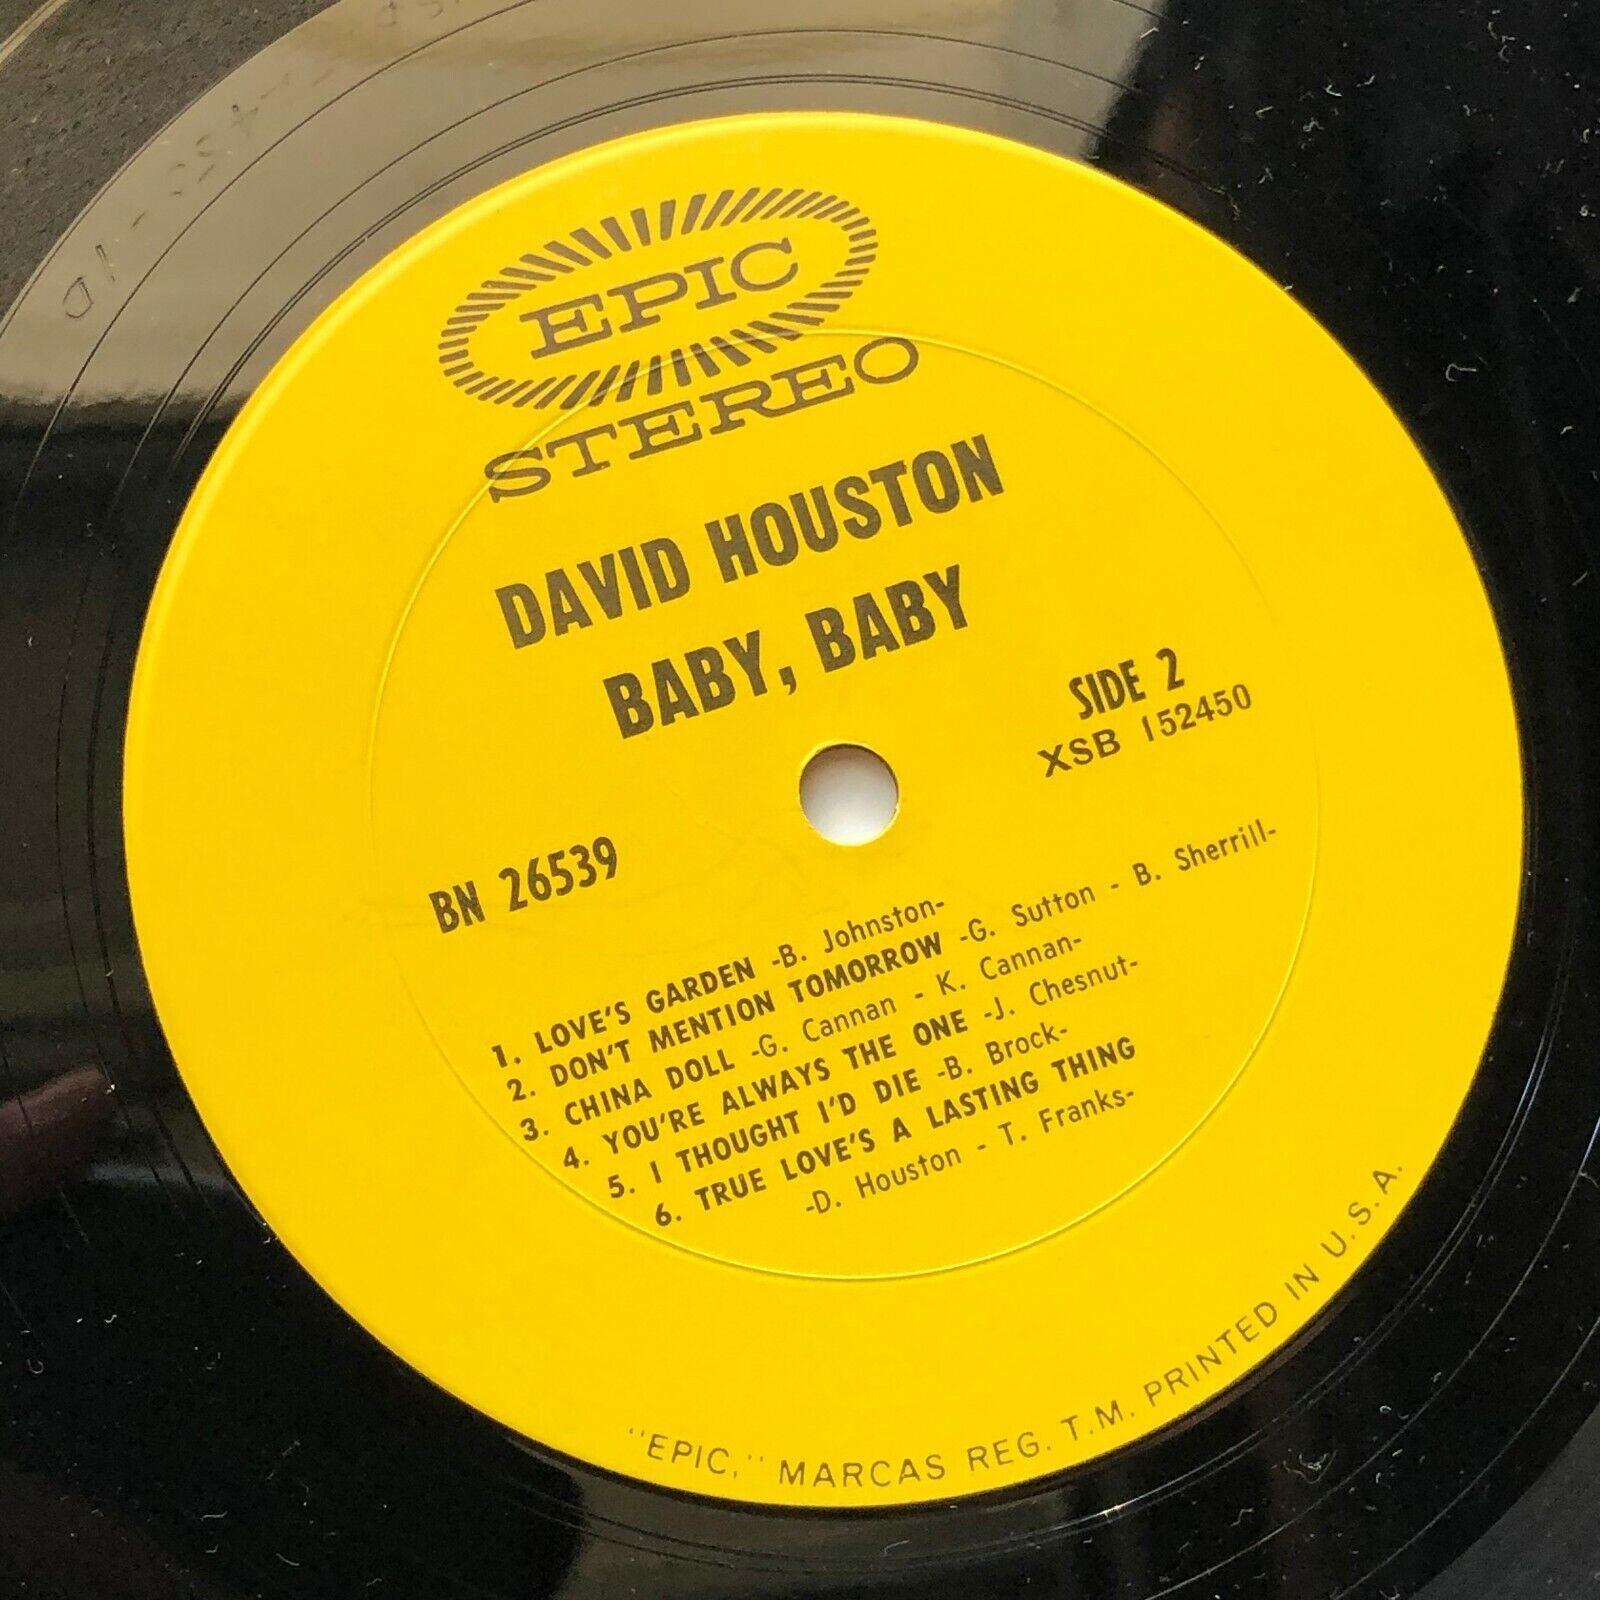 EPIC
STEREO
DAVID HOUSTON
BABY, BABY
SIDE 2
XSB 152450
BN 26539
1. LOVE'S GARDEN -B. Johnston-
2. DON'T MENTION TOMORROW -G. Sutton - B. Sherrill-
3. CHINA DOLL -G. Cannan - K. Cannan-
4. YOU'RE ALWAYS THE ONE -J. Chesnut-
5. I THOUGHT I'D DIE -B. Brock-
6. TRUE LOVE'S A LASTING THING
-D. Houston - T. Franks-
"EPIC," MARCAS REG. T.M. PRINTED IN U.S.A.